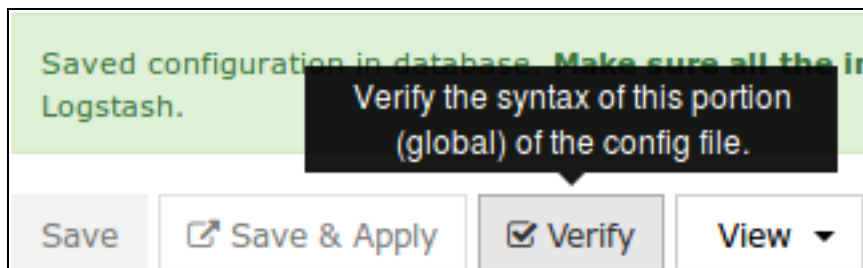 Saved configuration in database. Make sure all the in
Logstash.
Verify the syntax of this portion
(global) of the config file.
Save
Save & Apply
Verify
View